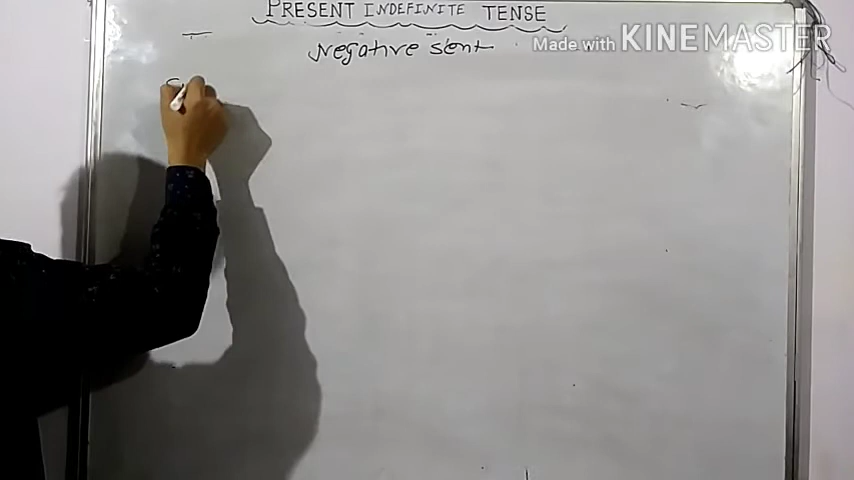 PRESENT INDEFINITE TENSE
Negative sent
Made with KINEMASTER
S